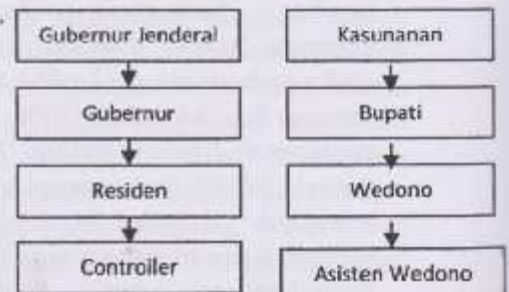 Gubernur Jenderal
Kasunanan
Gubernur
Bupati
Residen
Wedono
Controller
Asisten Wedono